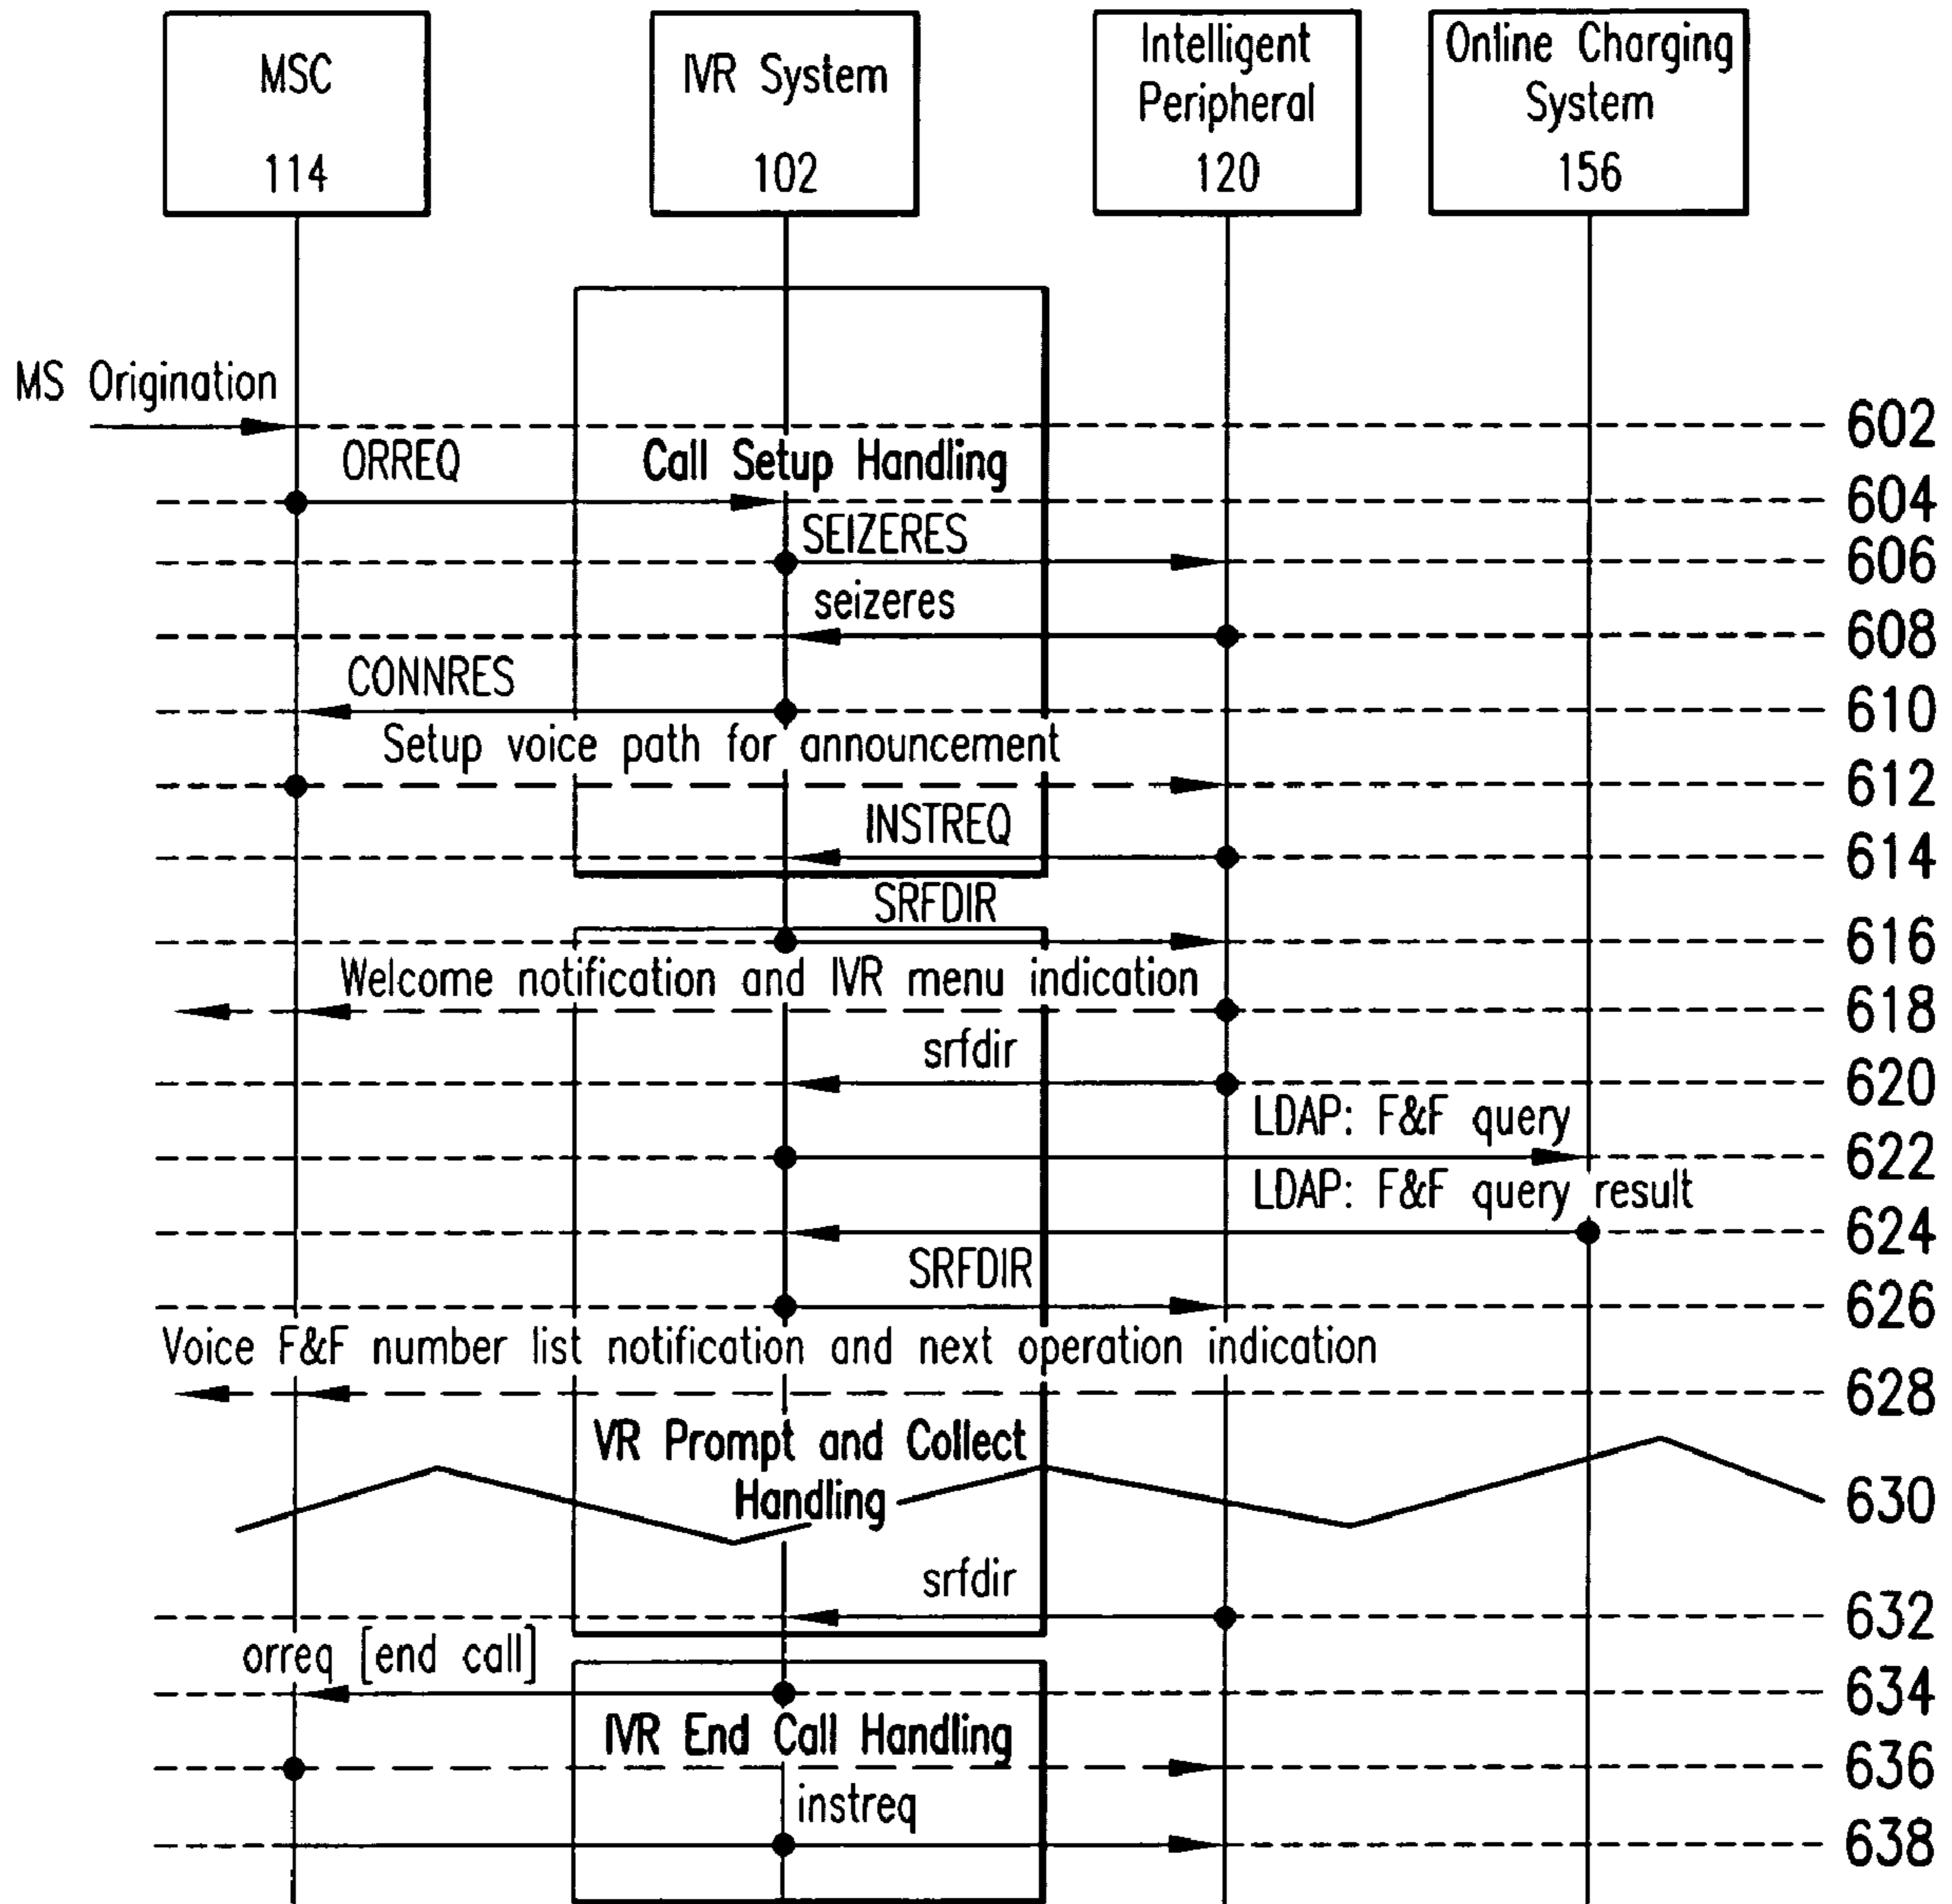 MSC
114
IVR System
102
Intelligent
Peripheral
120
Online Charging
System
156
MS Origination
602
ORREQ
Call Setup Handling
604
SEIZERES
606
seizeres
608
CONNRES
610
Setup voice path for announcement
612
INSTREQ
614
SRFDIR
616
Welcome notification and IVR menu indication
618
srfdir
620
LDAP: F&F query
622
LDAP: F&F query result
624
SRFDIR
626
Voice F&F number list notification and next operation indication
628
VR Prompt and Collect
Handling
630
srfdir
632
orreq [end call]
634
IVR End Call Handling
636
instreq
638